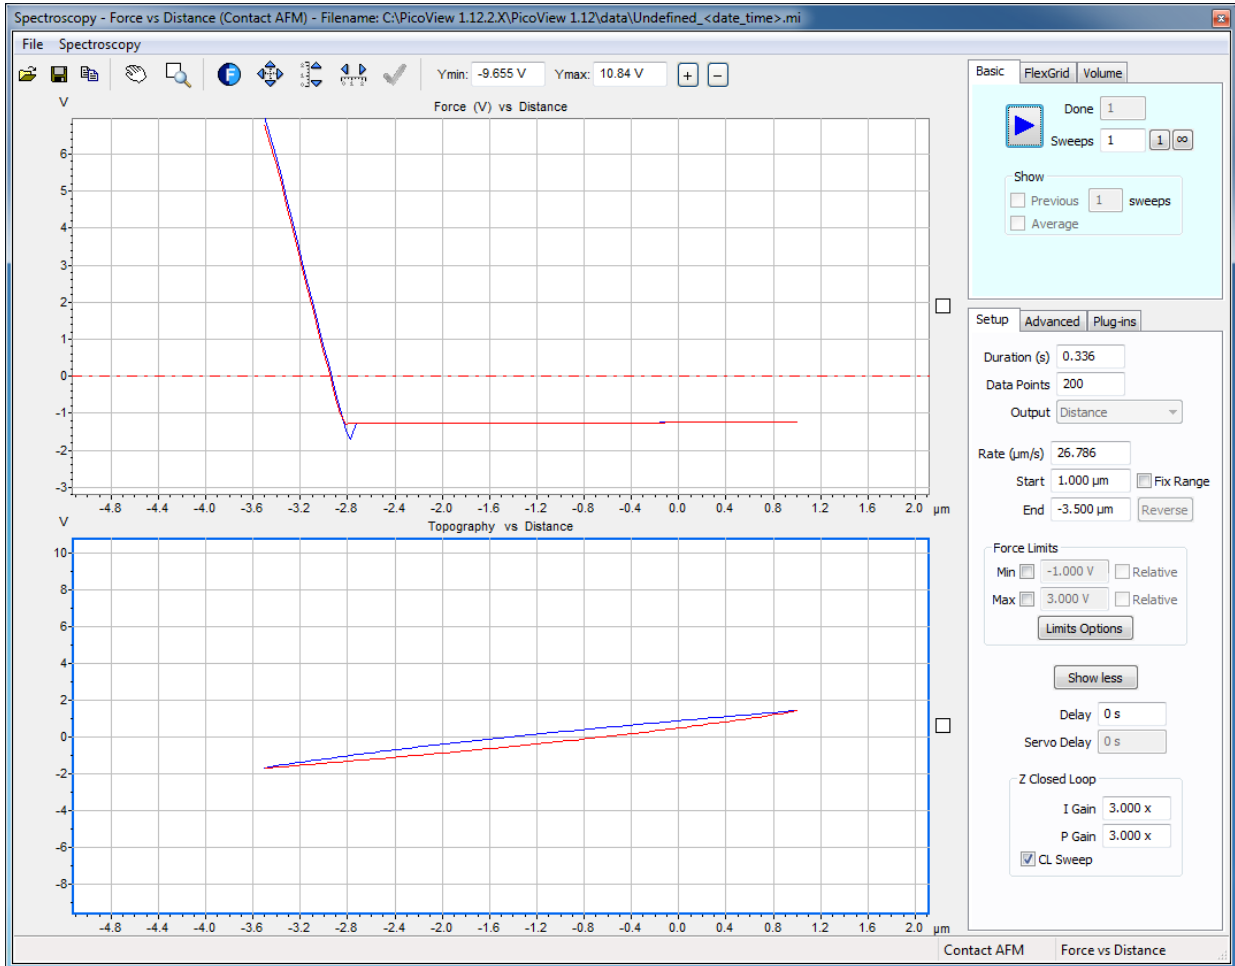 Spectroscopy - Force vs Distance (Contact AFM) - Filename: C:\PicoView 1.12.2.X\PicoView 1.12\data\Undefined_<date_time>.mi
File Spectroscopy
Ymin: -9.655 V Ymax: 10.84 V + -
V
Force (V) vs Distance
6
5
4
3
2
1
0
-1
-2
-3
-4.8 -4.4 -4.0 -3.6 -3.2 -2.8 -2.4 -2.0 -1.6 -1.2 -0.8 -0.4 0.0 0.4 0.8 1.2 1.6 2.0 µm
V
Topography vs Distance
10
8
6
4
2
0
-2
-4
-6
-8
-4.8 -4.4 -4.0 -3.6 -3.2 -2.8 -2.4 -2.0 -1.6 -1.2 -0.8 -0.4 0.0 0.4 0.8 1.2 1.6 2.0 µm
Basic FlexGrid Volume
Done 1
Sweeps 1 1 ∞
Show
Previous 1 sweeps
Average
Setup Advanced Plug-ins
Duration (s) 0.336
Data Points 200
Output Distance
Rate (µm/s) 26.786
Start 1.000 µm Fix Range
End -3.500 µm Reverse
Force Limits
Min -1.000 V Relative
Max 3.000 V Relative
Limits Options
Show less
Delay 0 s
Servo Delay 0 s
Z Closed Loop
I Gain 3.000 x
P Gain 3.000 x
CL Sweep
Contact AFM Force vs Distance